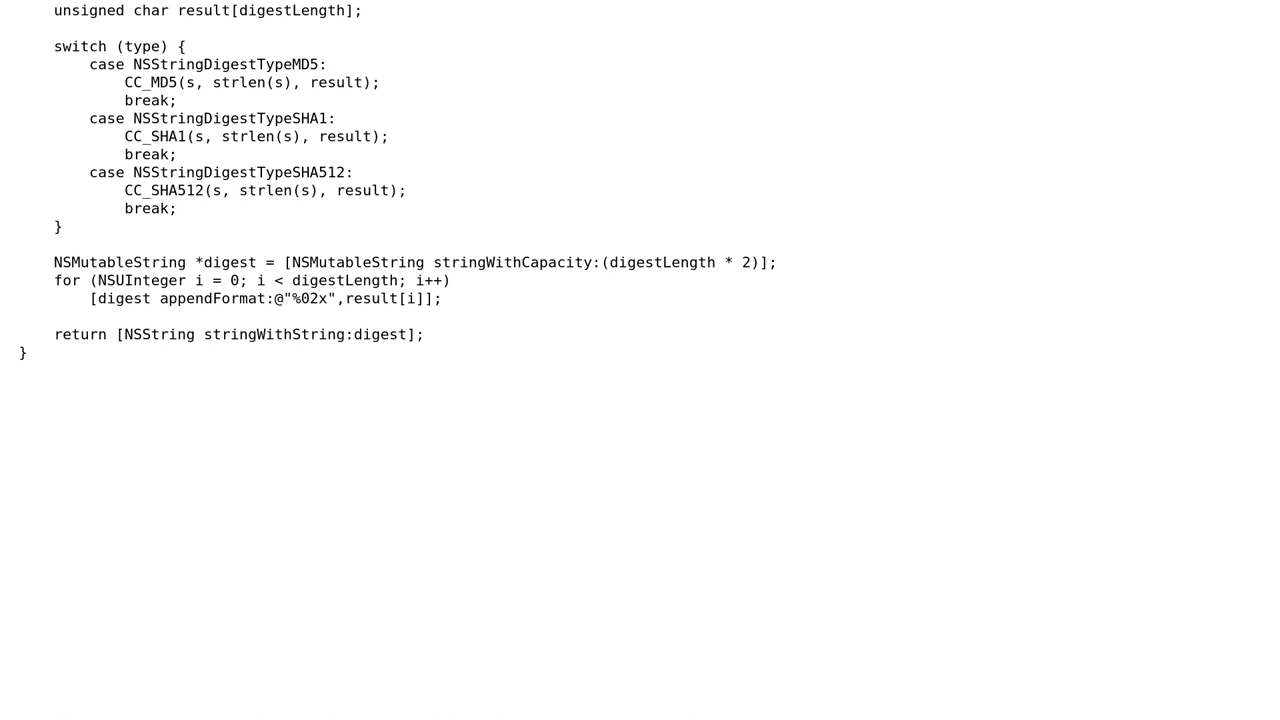 unsigned char result[digestLength];

    switch (type) {
        case NSStringDigestTypeMD5:
            CC_MD5(s, strlen(s), result);
            break;
        case NSStringDigestTypeSHA1:
            CC_SHA1(s, strlen(s), result);
            break;
        case NSStringDigestTypeSHA512:
            CC_SHA512(s, strlen(s), result);
            break;
    }

    NSMutableString *digest = [NSMutableString stringWithCapacity:(digestLength * 2)];
    for (NSUInteger i = 0; i < digestLength; i++)
        [digest appendFormat:@"%02x",result[i]];

    return [NSString stringWithString:digest];
}